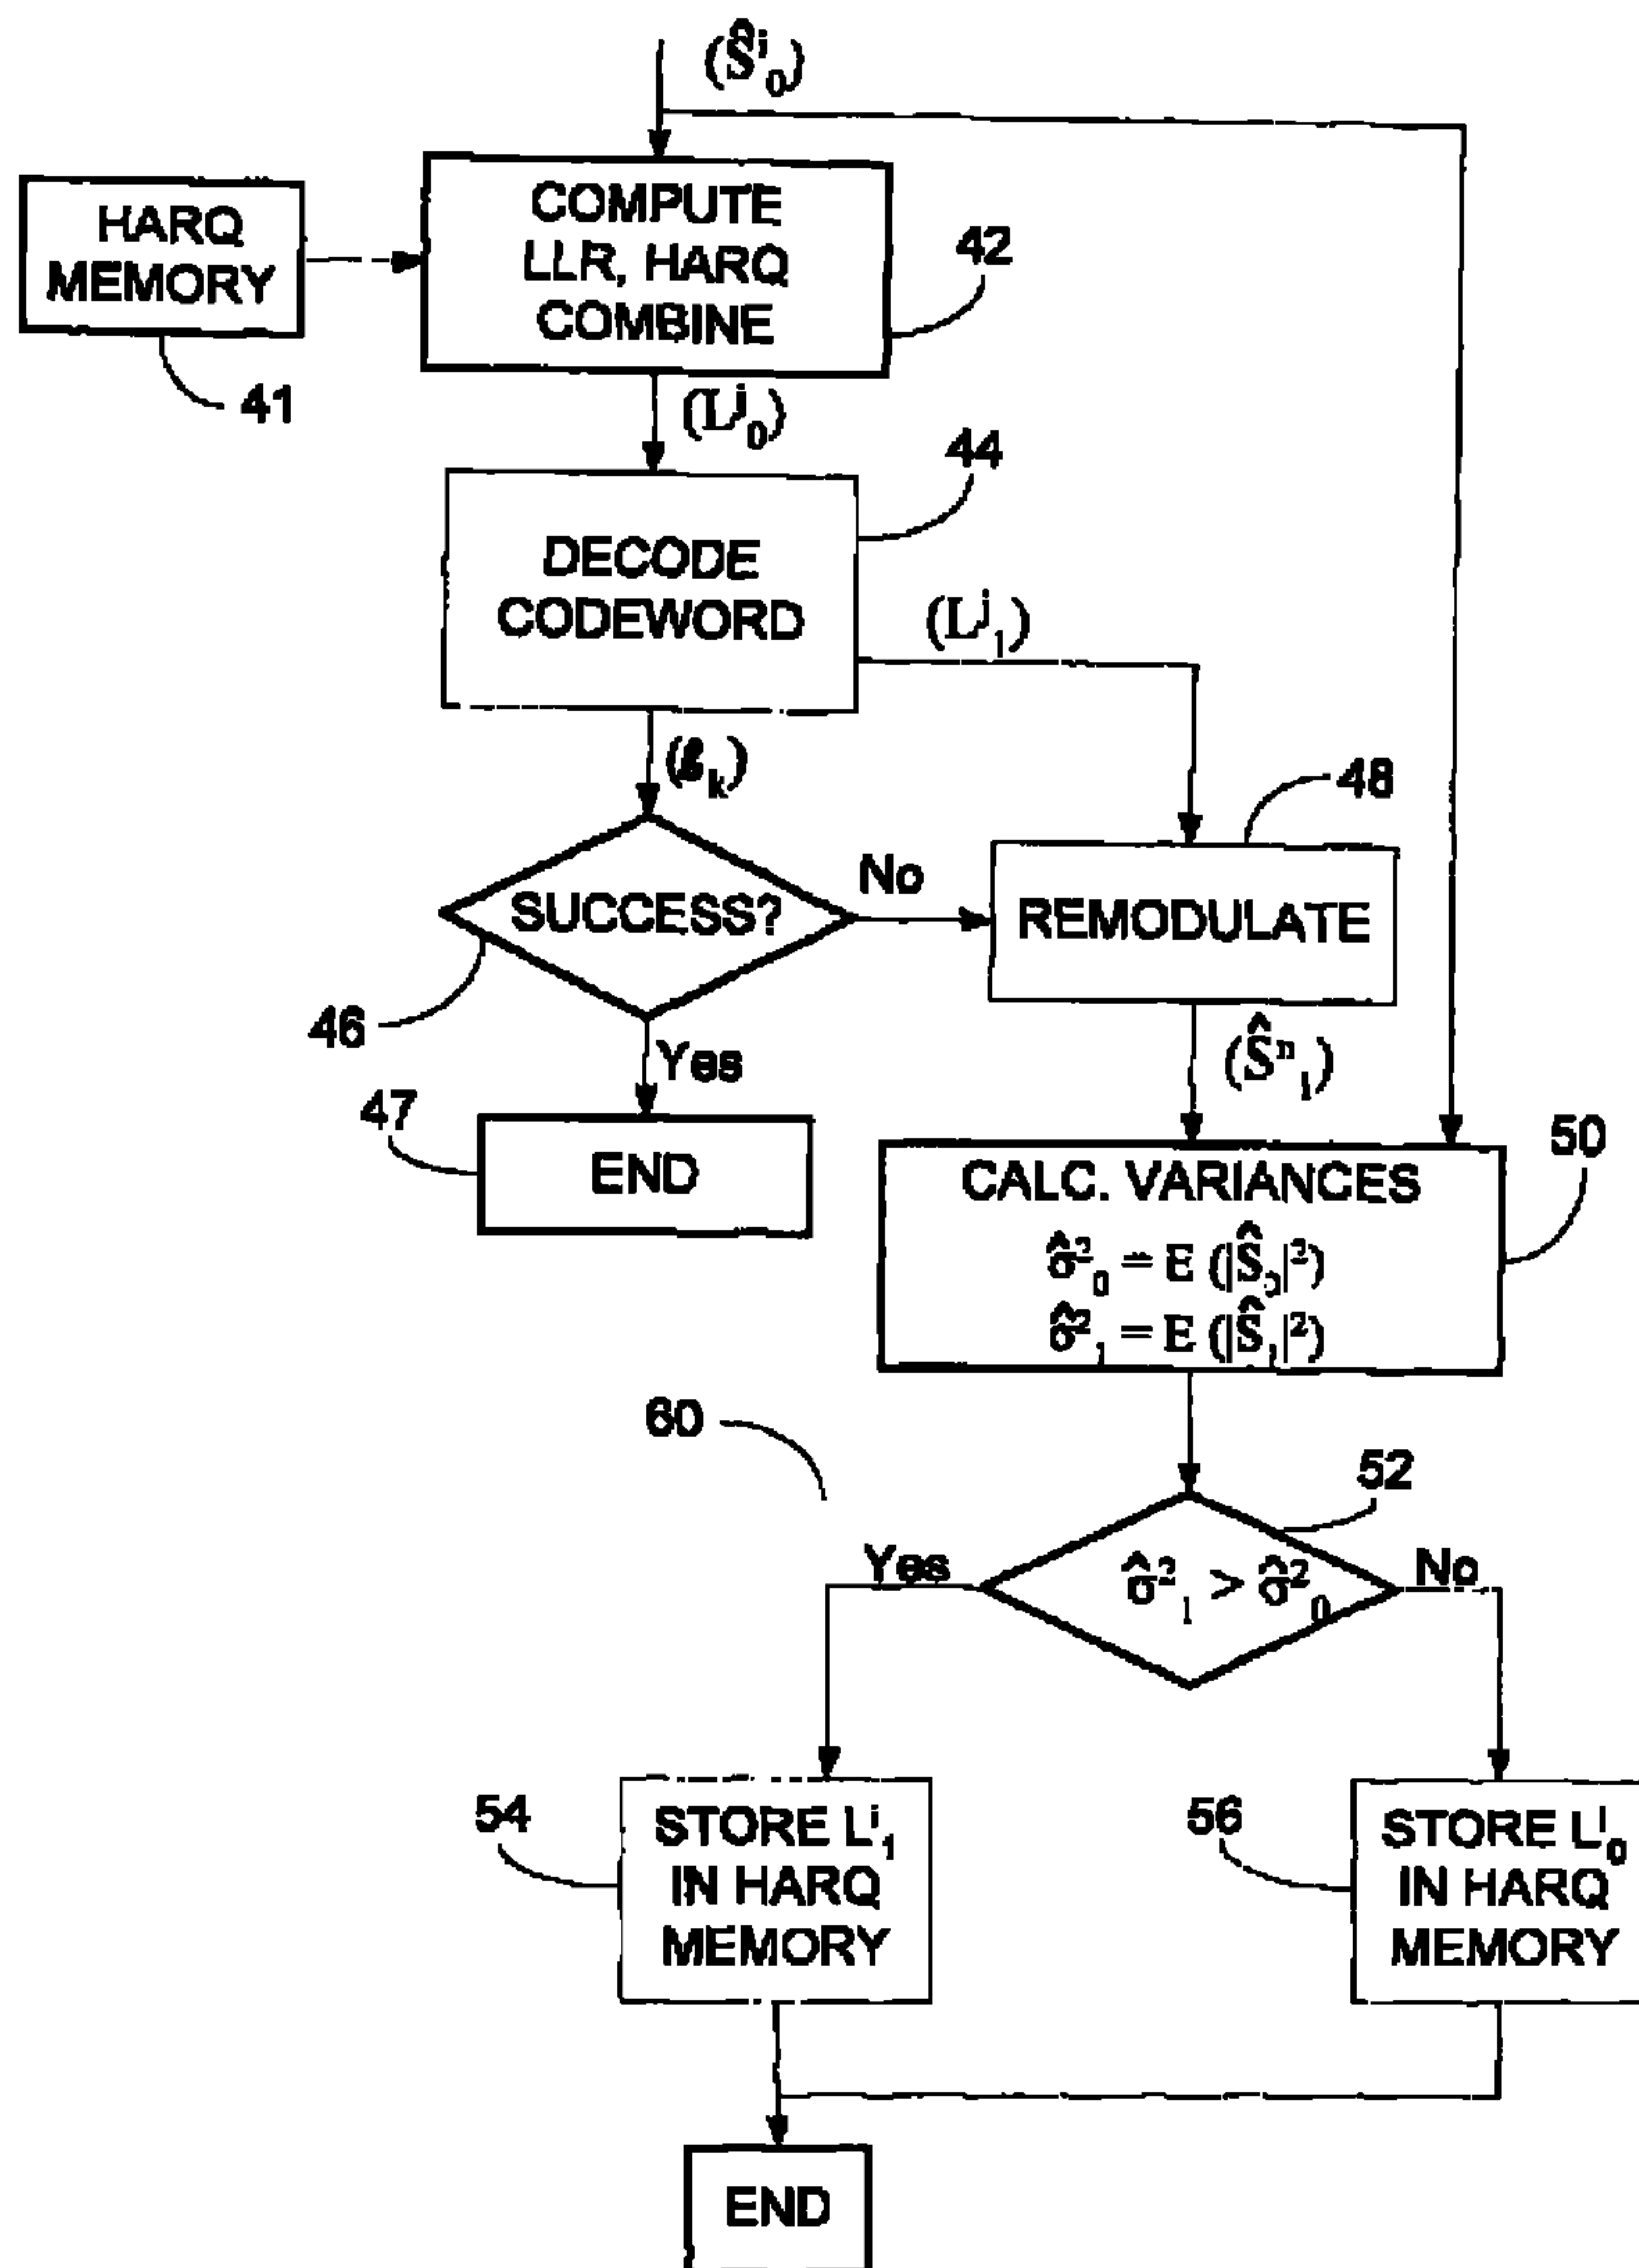 (Ŝⁱ₀)
HARQ
MEMORY
41
COMPUTE
LLR, HARQ
COMBINE
42
(Lʲ₀)
44
DECODE
CODEWORD
(Lʲ₁)
48
SUCCESS?
No
REMODULATE
46
Yes
(Ŝⁿ₁)
47
END
50
CALC. VARIANCES
σ̂²₀ = E (|Ŝ₀|²)
σ̂²₁ = E (|Ŝ₁|²)
60
52
Yes
σ̂²₁ > σ̂²₀
No
54
STORE Lⁱ₁
IN HARQ
MEMORY
56
STORE Lʲ₀
IN HARQ
MEMORY
END